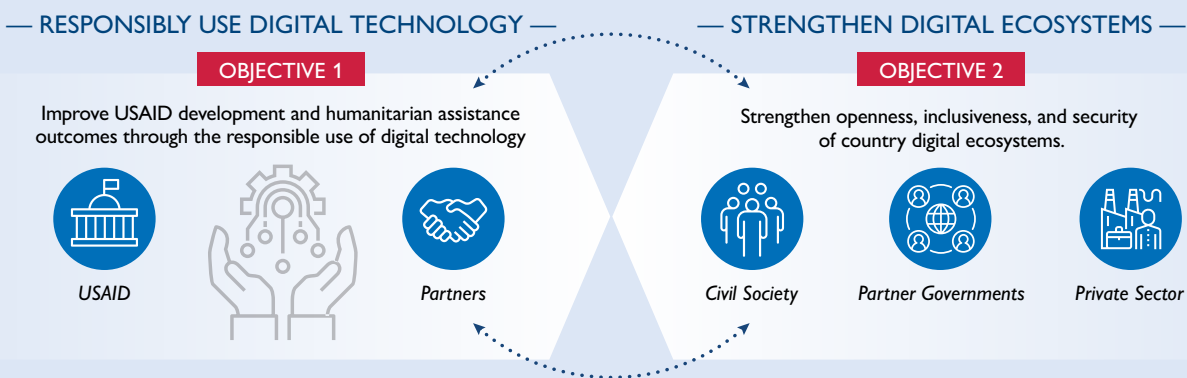 — RESPONSIBLY USE DIGITAL TECHNOLOGY —
OBJECTIVE 1
Improve USAID development and humanitarian assistance
outcomes through the responsible use of digital technology
USAID
Partners
— STRENGTHEN DIGITAL ECOSYSTEMS —
OBJECTIVE 2
Strengthen openness, inclusiveness, and security
of country digital ecosystems.
Civil Society
Partner Governments
Private Sector